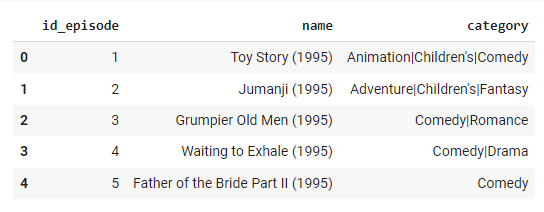 id_episode name category
0 1 Toy Story (1995) Animation|Children's|Comedy
1 2 Jumanji (1995) Adventure|Children's|Fantasy
2 3 Grumpier Old Men (1995) Comedy|Romance
3 4 Waiting to Exhale (1995) Comedy|Drama
4 5 Father of the Bride Part II (1995) Comedy